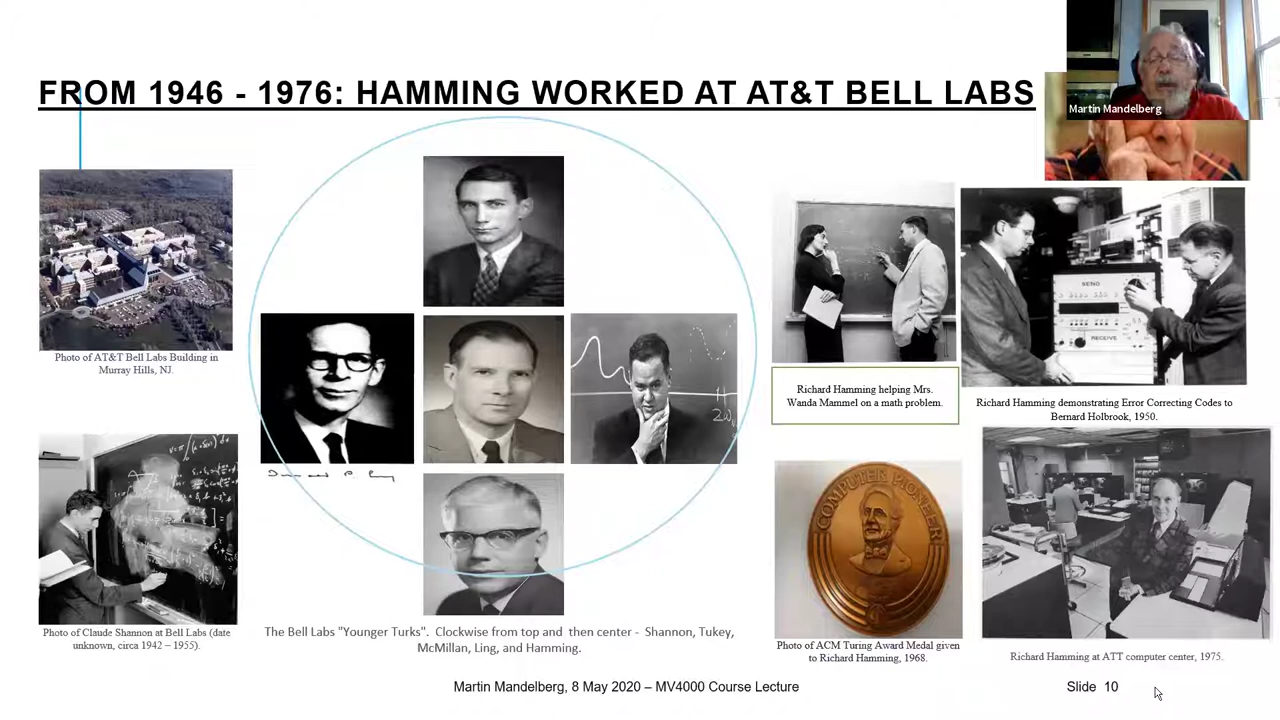 FROM 1946 - 1976: HAMMING WORKED AT AT&T BELL LABS
Martin Mandelberg
Photo of AT&T Bell Labs Building in
Murray Hills, NJ.
Photo of Claude Shannon at Bell Labs (date
unknown, circa 1942 – 1955).
The Bell Labs "Younger Turks".  Clockwise from top and  then center -  Shannon, Tukey,
McMillan, Ling, and Hamming.
Richard Hamming helping Mrs.
Wanda Mammel on a math problem.
SEND
RECEIVE
Richard Hamming demonstrating Error Correcting Codes to
Bernard Holbrook, 1950.
COMPUTER PIONEER
Photo of ACM Turing Award Medal given
to Richard Hamming, 1968.
Richard Hamming at ATT computer center, 1975.
Martin Mandelberg, 8 May 2020 – MV4000 Course Lecture
Slide  10